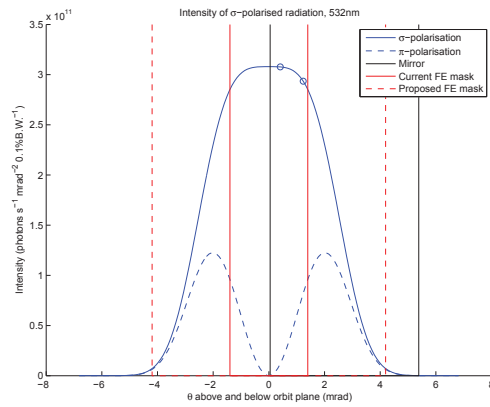 Intensity of σ−polarised radiation, 532nm
x 10¹¹
3.5
3
2.5
2
1.5
1
0.5
0
Intensity (photons s⁻¹ mrad⁻² 0.1%B.W.⁻¹)
σ−polarisation
π−polarisation
Mirror
Current FE mask
Proposed FE mask
−8 −6 −4 −2 0 2 4 6 8
θ above and below orbit plane (mrad)